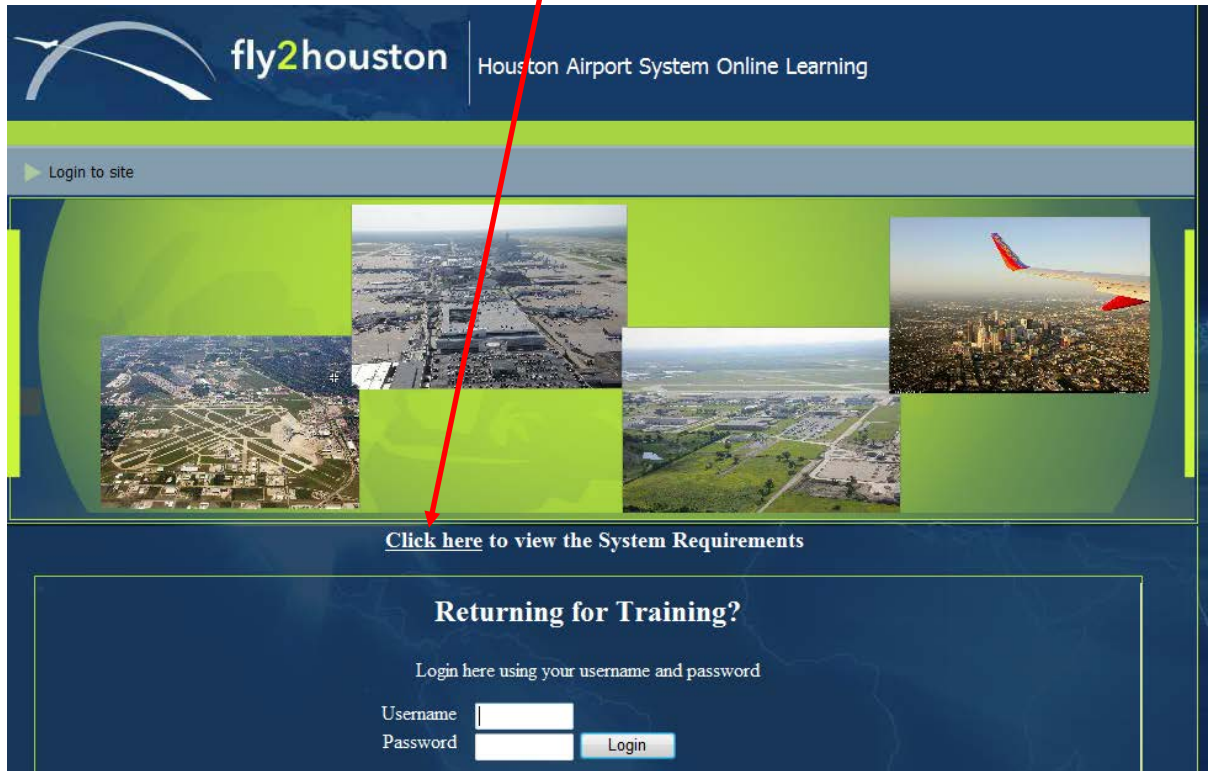 fly2houston
Houston Airport System Online Learning
Login to site
Click here to view the System Requirements
Returning for Training?
Login here using your username and password
Username
Password
Login